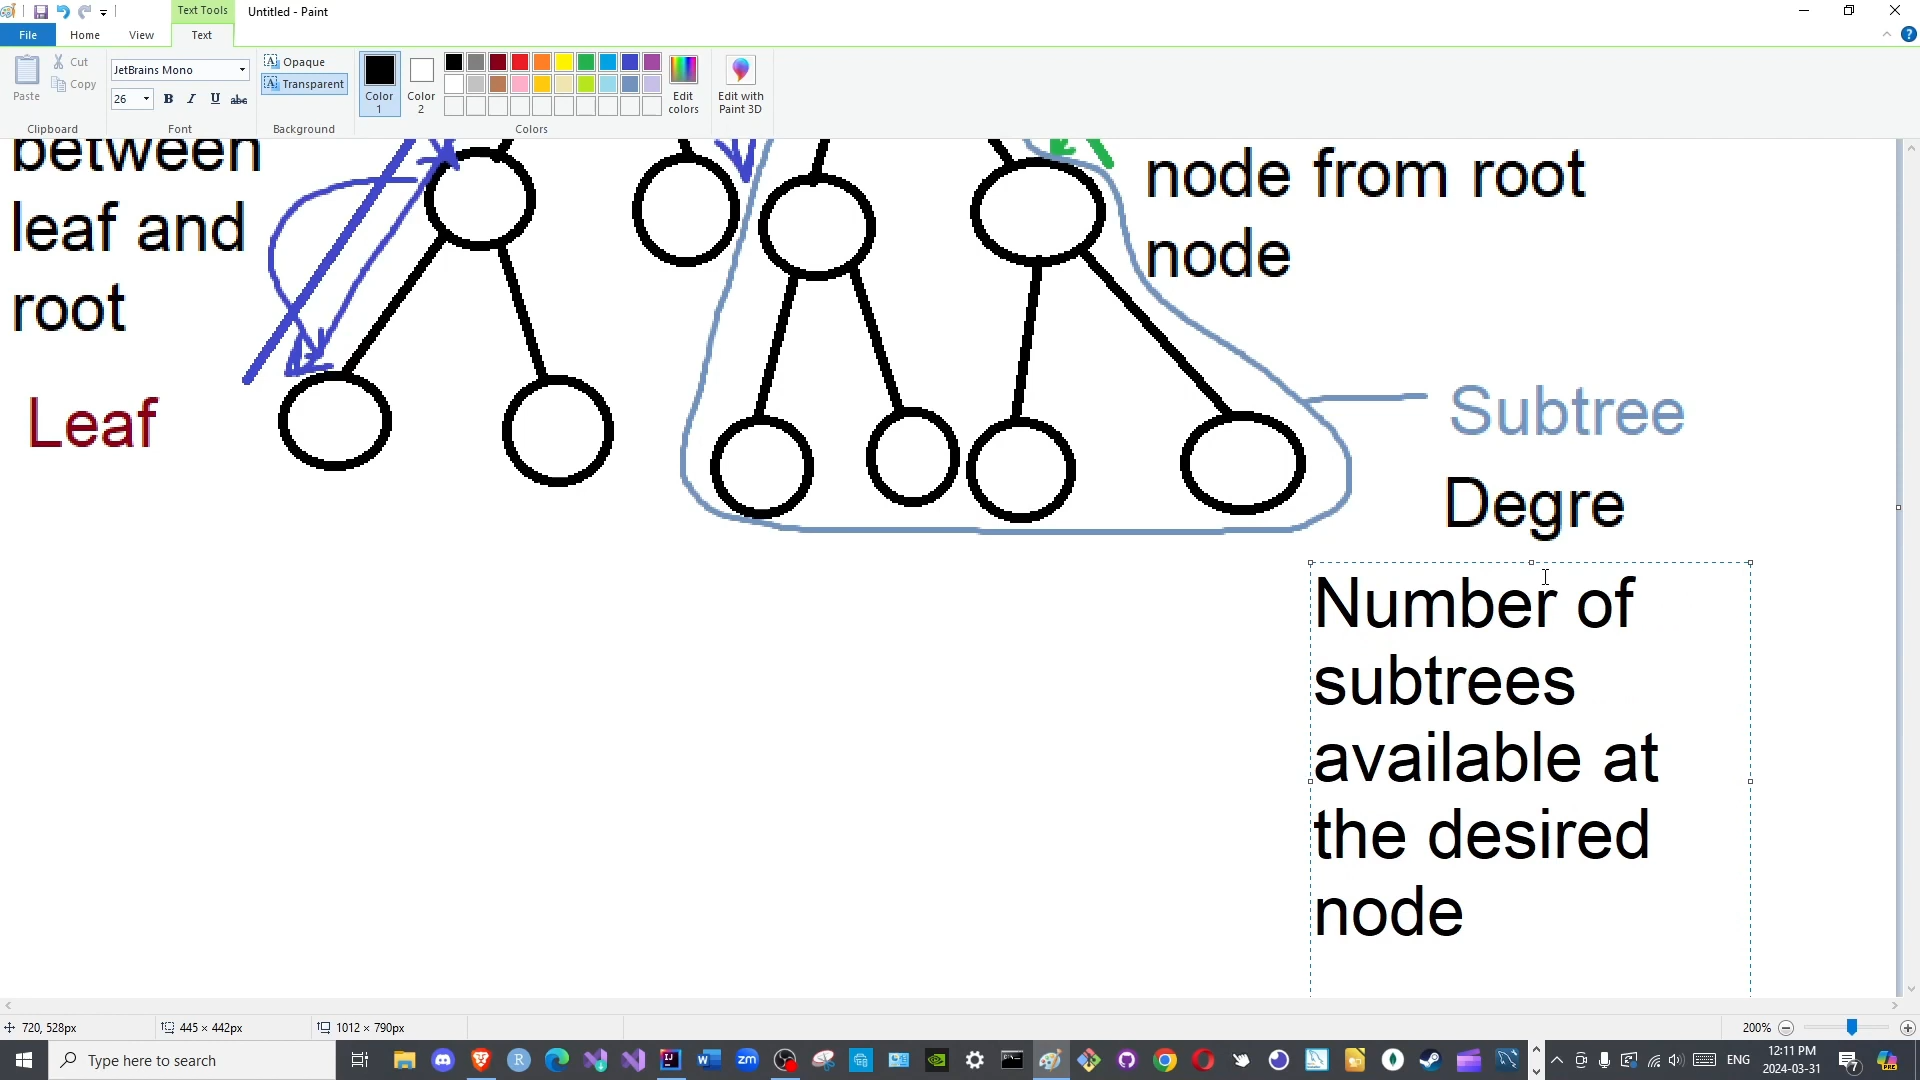 Text Tools
Untitled - Paint
File
Home
View
Text
Paste
Cut
Copy
Clipboard
JetBrains Mono
26
B
I
U
abc
Font
Opaque
Transparent
Background
Color 1
Color 2
Edit colors
Colors
Edit with Paint 3D
between
leaf and
root
Leaf
node from root
node
Subtree
Degre
Number of
subtrees
available at
the desired
node
720, 528px
445 × 442px
1012 × 790px
200%
Type here to search
ENG
12:11 PM
2024-03-31